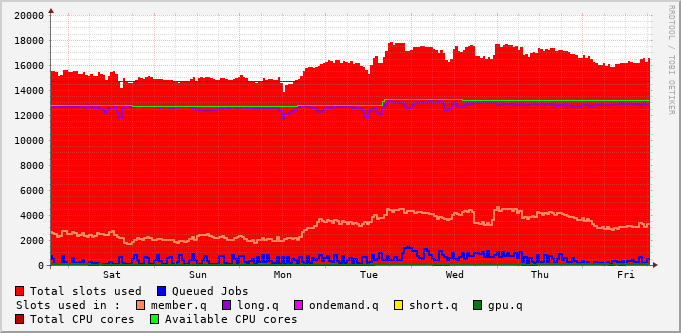 20000
18000
16000
14000
12000
10000
8000
6000
4000
2000
0
Sat Sun Mon Tue Wed Thu Fri
RRDTOOL / TOBI OETIKER
Total slots used Queued Jobs
Slots used in : member.q long.q ondemand.q short.q gpu.q
Total CPU cores Available CPU cores